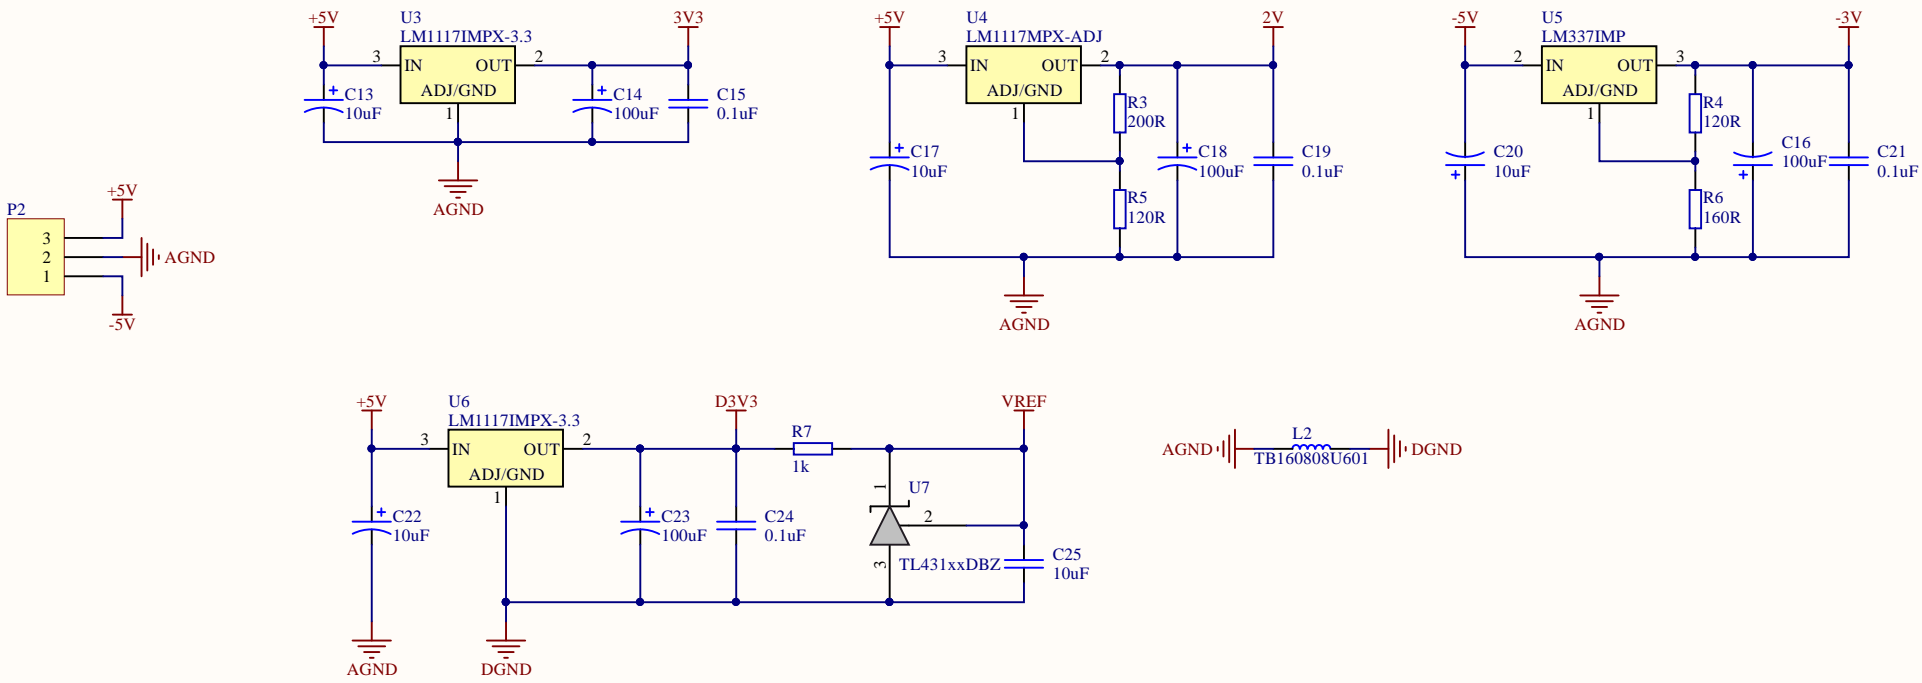 +5V
U3
LM1117IMPX-3.3
3V3
3
IN
OUT
2
ADJ/GND
1
C13
10uF
C14
100uF
C15
0.1uF
AGND
+5V
U4
LM1117MPX-ADJ
2V
3
IN
OUT
2
ADJ/GND
1
R3
200R
C17
10uF
C18
100uF
C19
0.1uF
R5
120R
AGND
-5V
U5
LM337IMP
-3V
2
IN
OUT
3
ADJ/GND
1
R4
120R
C20
10uF
C16
100uF
C21
0.1uF
R6
160R
AGND
P2
+5V
3
2
1
AGND
-5V
+5V
U6
LM1117IMPX-3.3
D3V3
VREF
3
IN
OUT
2
ADJ/GND
1
R7
1k
C22
10uF
C23
100uF
C24
0.1uF
1
U7
2
3
TL431xxDBZ
C25
10uF
AGND
DGND
AGND
L2
TB160808U601
DGND